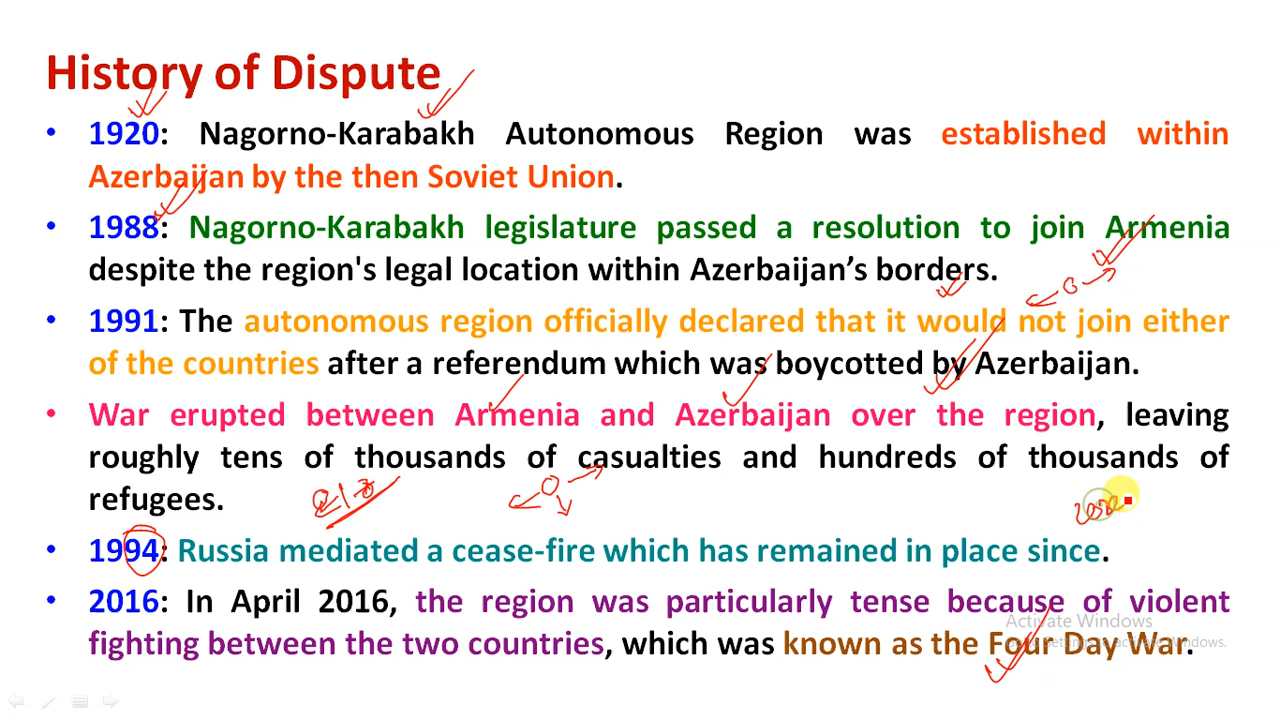 History of Dispute
• 1920: Nagorno-Karabakh Autonomous Region was established within
Azerbaijan by the then Soviet Union.
• 1988: Nagorno-Karabakh legislature passed a resolution to join Armenia
despite the region's legal location within Azerbaijan’s borders.
• 1991: The autonomous region officially declared that it would not join either
of the countries after a referendum which was boycotted by Azerbaijan.
• War erupted between Armenia and Azerbaijan over the region, leaving
roughly tens of thousands of casualties and hundreds of thousands of
refugees.
• 1994: Russia mediated a cease-fire which has remained in place since.
• 2016: In April 2016, the region was particularly tense because of violent
Activate Windows
fighting between the two countries, which was known as the Four Day War.